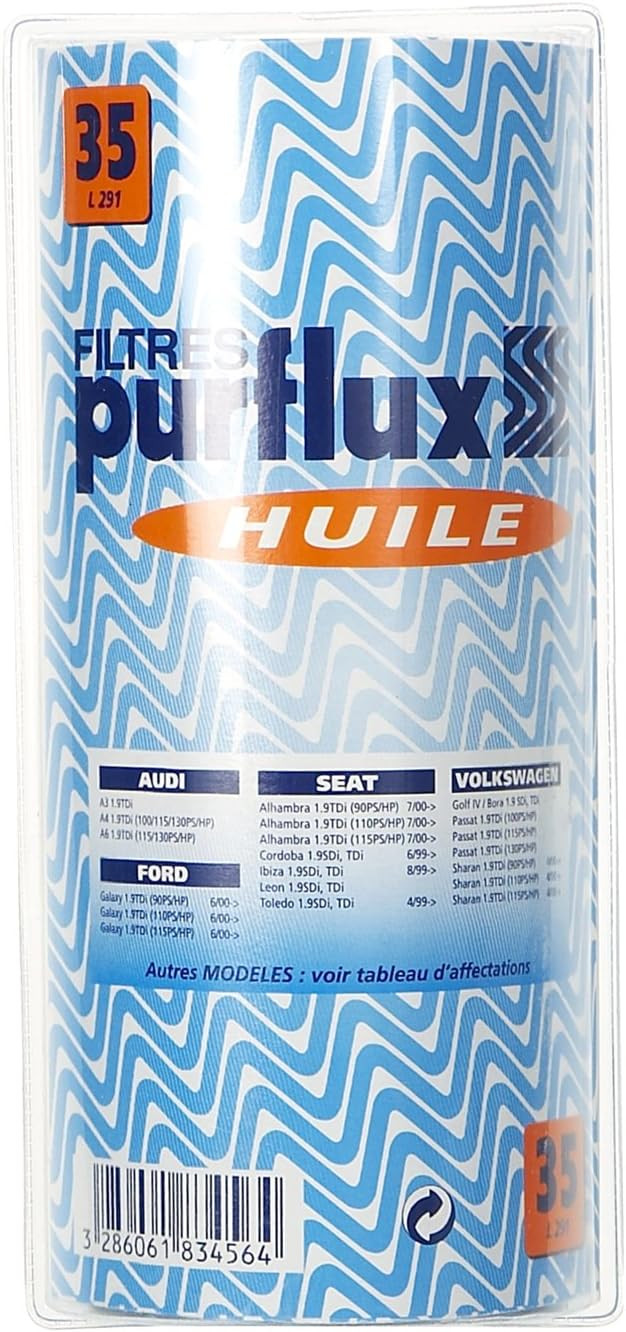 35
L 291
FILTRES
purflux
HUILE
AUDI
A3 1.9TDi
A4 1.9TDi (100/115/130PS/HP)
A6 1.9TDi (115/130PS/HP)
FORD
Galaxy 1.9TDi (90PS/HP) 6/00->
Galaxy 1.9TDi (110PS/HP) 6/00->
Galaxy 1.9TDi (115PS/HP) 6/00->
SEAT
Alhambra 1.9TDi (90PS/HP) 7/00->
Alhambra 1.9TDi (110PS/HP) 7/00->
Alhambra 1.9TDi (115PS/HP) 7/00->
Cordoba 1.9SDi, TDi 6/99->
Ibiza 1.9SDi, TDi 8/99->
Leon 1.9SDi, TDi
Toledo 1.9SDi, TDi 4/99->
VOLKSWAGEN
Golf IV / Bora 1.9 SDi, TDi
Passat 1.9TDi (100PS/HP)
Passat 1.9TDi (115PS/HP)
Passat 1.9TDi (130PS/HP)
Sharan 1.9TDi (90PS/HP)
Sharan 1.9TDi (110PS/HP)
Sharan 1.9TDi (115PS/HP)
Autres MODELES : voir tableau d'affectations
3 286061 834564
35
L 291